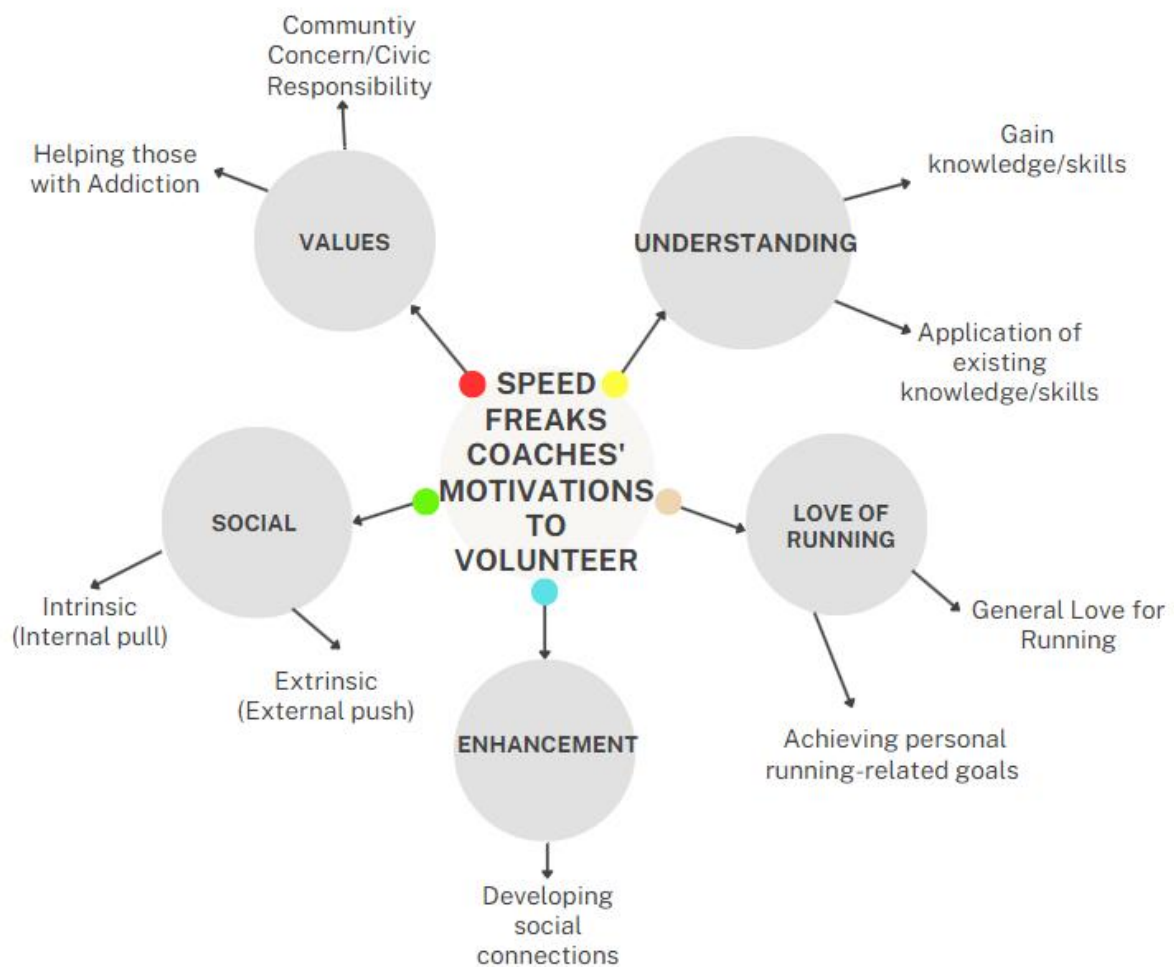 Communtiy
Concern/Civic
Responsibility
Helping those
with Addiction
VALUES
Gain
knowledge/skills
UNDERSTANDING
Application of
existing
knowledge/skills
SPEED
FREAKS
COACHES'
MOTIVATIONS
TO
VOLUNTEER
SOCIAL
Intrinsic
(Internal pull)
Extrinsic
(External push)
LOVE OF
RUNNING
General Love for
Running
Achieving personal
running-related goals
ENHANCEMENT
Developing
social
connections